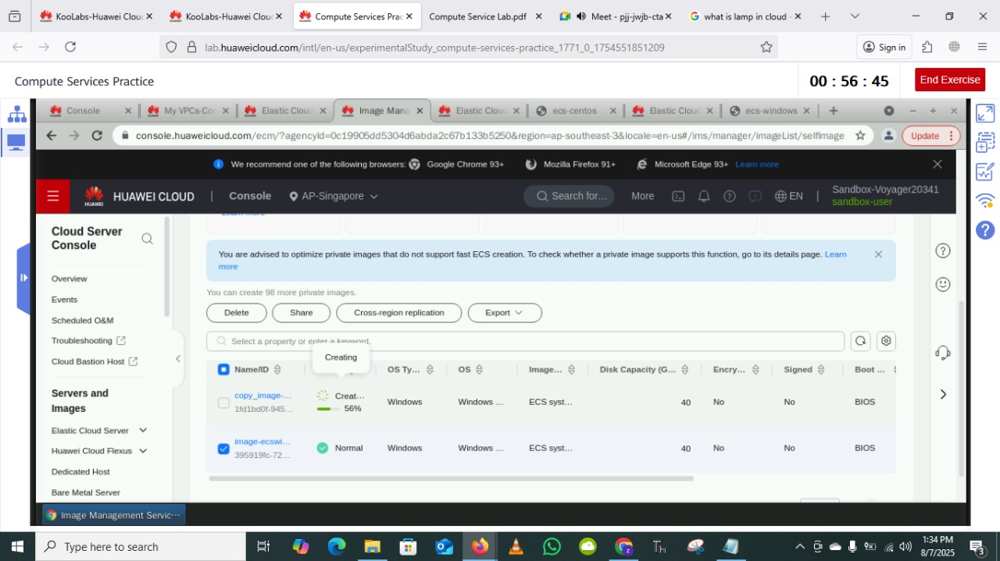 KooLabs-Huawei Clou
KooLabs-Huawei Cloud
Compute Services Prac
Compute Service Lab.pdf
Meet - pjj-jwjb-cta
what is lamp in cloud -
lab.huaweicloud.com/intl/en-us/experimentalStudy_compute-services-practice_1771_0_1754551851209
Sign in
Compute Services Practice
00 : 56 : 45
End Exercise
Console
My VPCs-Con
Elastic Cloud
Image Mana
Elastic Clou
ecs-centos
Elastic Cloud
ecs-windows
console.huaweicloud.com/ecm/?agencyId=0c19905dd5304d6abda2c67b133b5250&region=ap-southeast-3&locale=en-us#/ims/manager/imageList/selfImage
Update
We recommend one of the following browsers:
Google Chrome 93+
Mozilla Firefox 91+
Microsoft Edge 93+
Learn more
HUAWEI
HUAWEI CLOUD
Console
AP-Singapore
Search for...
More
EN
Sandbox-Voyager20341
sandbox-user
Learn more
Cloud Server
Console
Overview
Events
Scheduled O&M
Troubleshooting
Cloud Bastion Host
Servers and
Images
Elastic Cloud Server
Huawei Cloud Flexus
Dedicated Host
Bare Metal Server
You are advised to optimize private images that do not support fast ECS creation. To check whether a private image supports this function, go to its details page. Learn
more
You can create 98 more private images.
Delete
Share
Cross-region replication
Export
Select a property or enter a keyword.
Creating
Name/ID
OS Ty...
OS
Image...
Disk Capacity (G...
Encry...
Signed
Boot ...
copy_image-...
1fd1bd0f-945...
Creat...
56%
Windows
Windows ...
ECS syst...
40
No
No
BIOS
image-ecswi...
395919fc-72...
Normal
Windows
Windows ...
ECS syst...
40
No
No
BIOS
Image Management Servic...
Type here to search
1:34 PM
8/7/2025
3